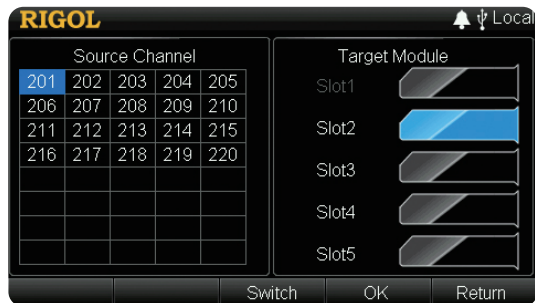 RIGOL Local
Source Channel
201 202 203 204 205
206 207 208 209 210
211 212 213 214 215
216 217 218 219 220
Target Module
Slot1
Slot2
Slot3
Slot4
Slot5
Switch OK Return